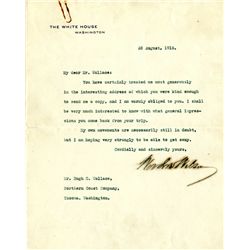 THE WHITE HOUSE
WASHINGTON
28 August, 1919.
My dear Mr. Wallace:
You have certainly treated me most generously
in the interesting address of which you were kind enough
to send me a copy, and I am warmly obliged to you. I shall
be very much interested to know with what general impres-
sions you come back from your trip.
My own movements are necessarily still in doubt,
but I am hoping very strongly to be able to get away.
Cordially and sincerely yours,
Woodrow Wilson
Mr. Hugh C. Wallace,
Northern Coast Company,
Tacoma, Washington.